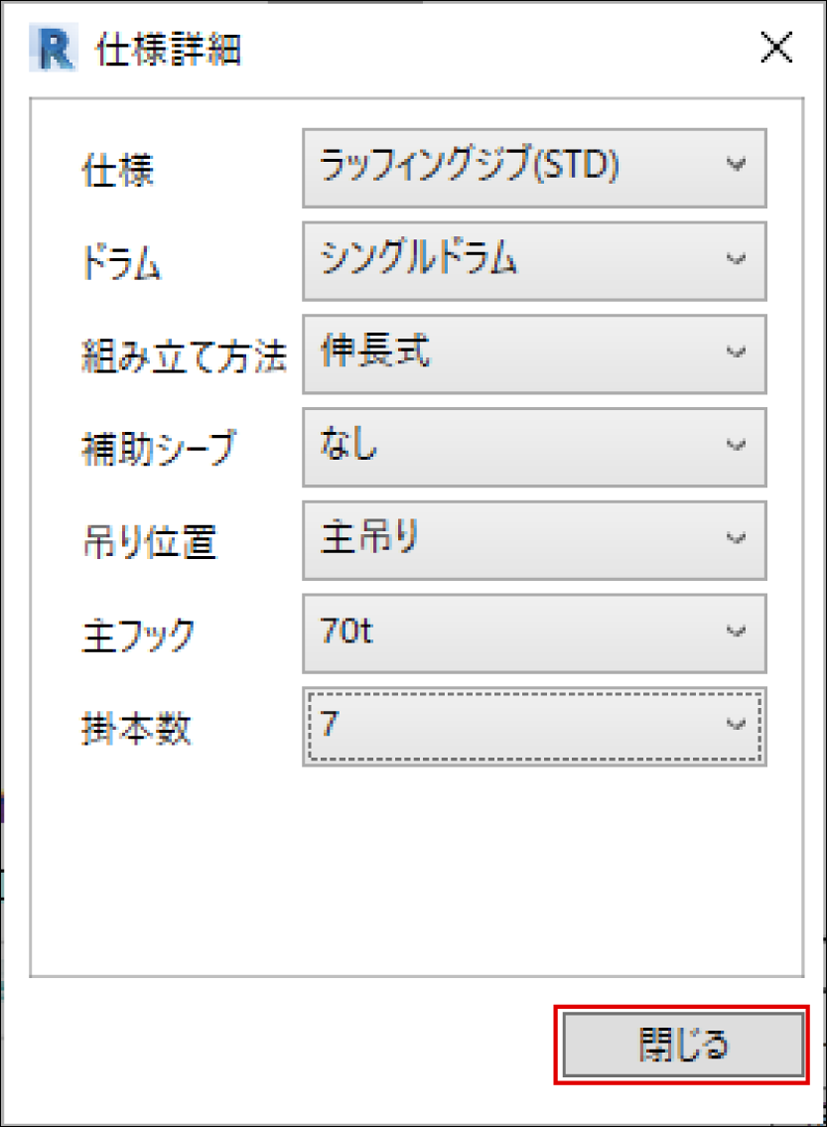 仕様詳細
仕様 ラッフィングジブ(STD)
ドラム シングルドラム
組み立て方法 伸長式
補助シーブ なし
吊り位置 主吊り
主フック 70t
掛本数 7
閉じる